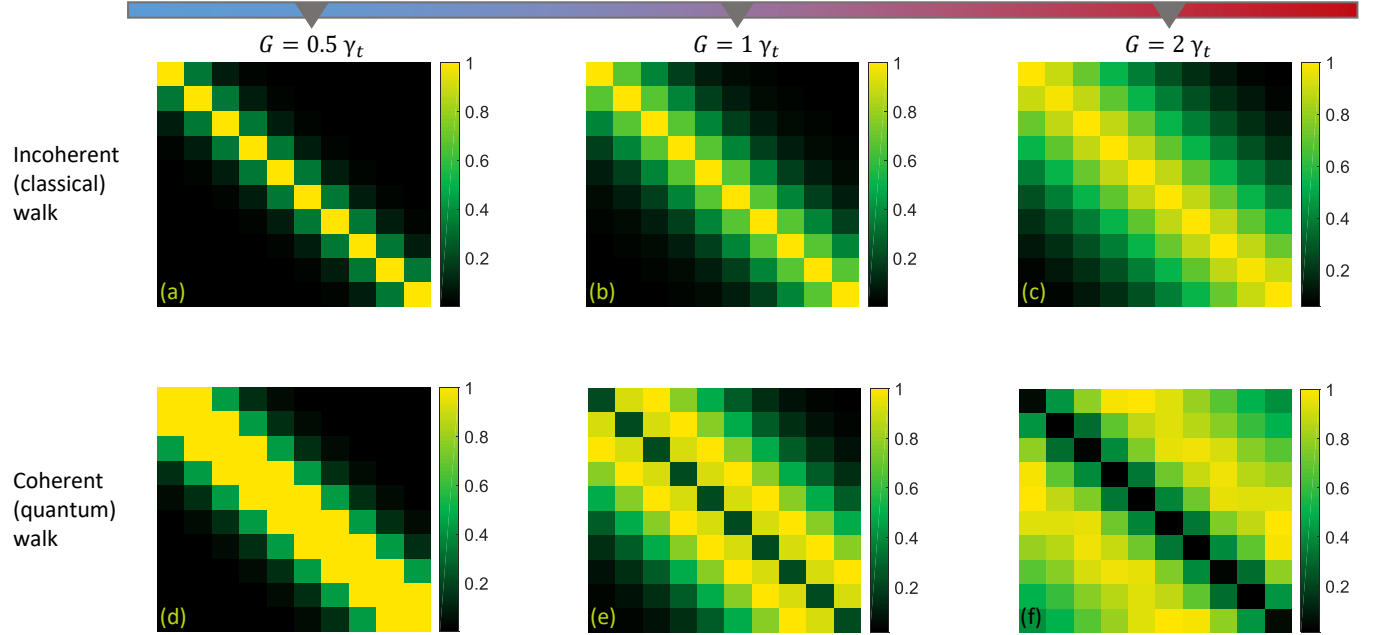 G = 0.5 γt
G = 1 γt
G = 2 γt
Incoherent
(classical)
walk
1
0.8
0.6
0.4
0.2
(a)
1
0.8
0.6
0.4
0.2
(b)
1
0.8
0.6
0.4
0.2
(c)
Coherent
(quantum)
walk
1
0.8
0.6
0.4
0.2
(d)
1
0.8
0.6
0.4
0.2
(e)
1
0.8
0.6
0.4
0.2
(f)